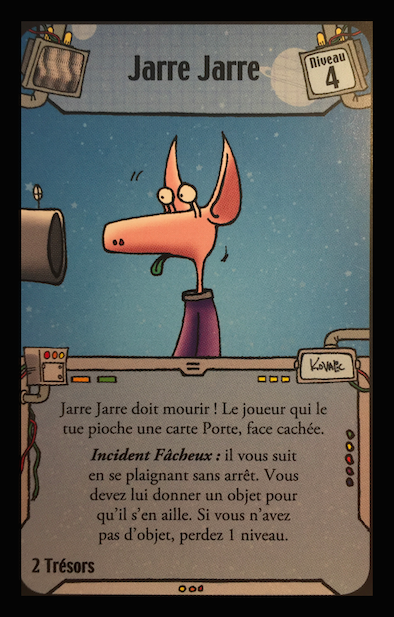 Jarre Jarre
Niveau
4
KOVALIC
Jarre Jarre doit mourir ! Le joueur qui le
tue pioche une carte Porte, face cachée.
Incident Fâcheux : il vous suit
en se plaignant sans arrêt. Vous
devez lui donner un objet pour
qu'il s'en aille. Si vous n'avez
pas d'objet, perdez 1 niveau.
2 Trésors